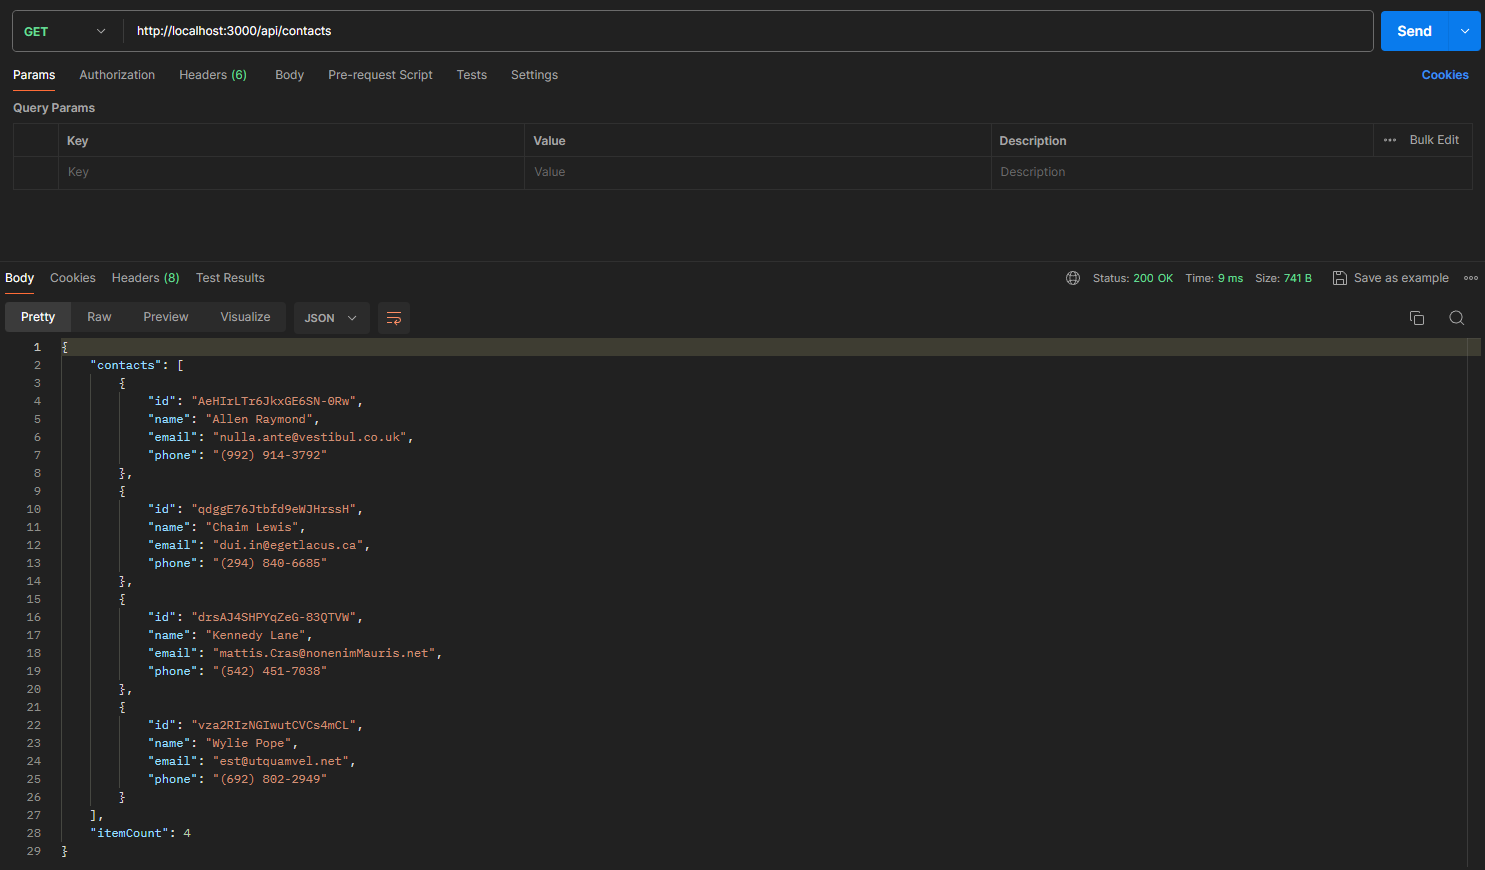 GET http://localhost:3000/api/contacts Send
Params Authorization Headers (6) Body Pre-request Script Tests Settings Cookies
Query Params
Key Value Description ••• Bulk Edit
Key Value Description
Body Cookies Headers (8) Test Results Status: 200 OK Time: 9 ms Size: 741 B Save as example
Pretty Raw Preview Visualize JSON
1 {
2 "contacts": [
3 {
4 "id": "AeHIrLTr6JkxGE6SN-0Rw",
5 "name": "Allen Raymond",
6 "email": "nulla.ante@vestibul.co.uk",
7 "phone": "(992) 914-3792"
8 },
9 {
10 "id": "qdggE76Jtbfd9eWJHrssH",
11 "name": "Chaim Lewis",
12 "email": "dui.in@egetlacus.ca",
13 "phone": "(294) 840-6685"
14 },
15 {
16 "id": "drsAJ4SHPYqZeG-83QTVW",
17 "name": "Kennedy Lane",
18 "email": "mattis.Cras@nonenimMauris.net",
19 "phone": "(542) 451-7038"
20 },
21 {
22 "id": "vza2RIzNGIwutCVCs4mCL",
23 "name": "Wylie Pope",
24 "email": "est@utquamvel.net",
25 "phone": "(692) 802-2949"
26 }
27 ],
28 "itemCount": 4
29 }